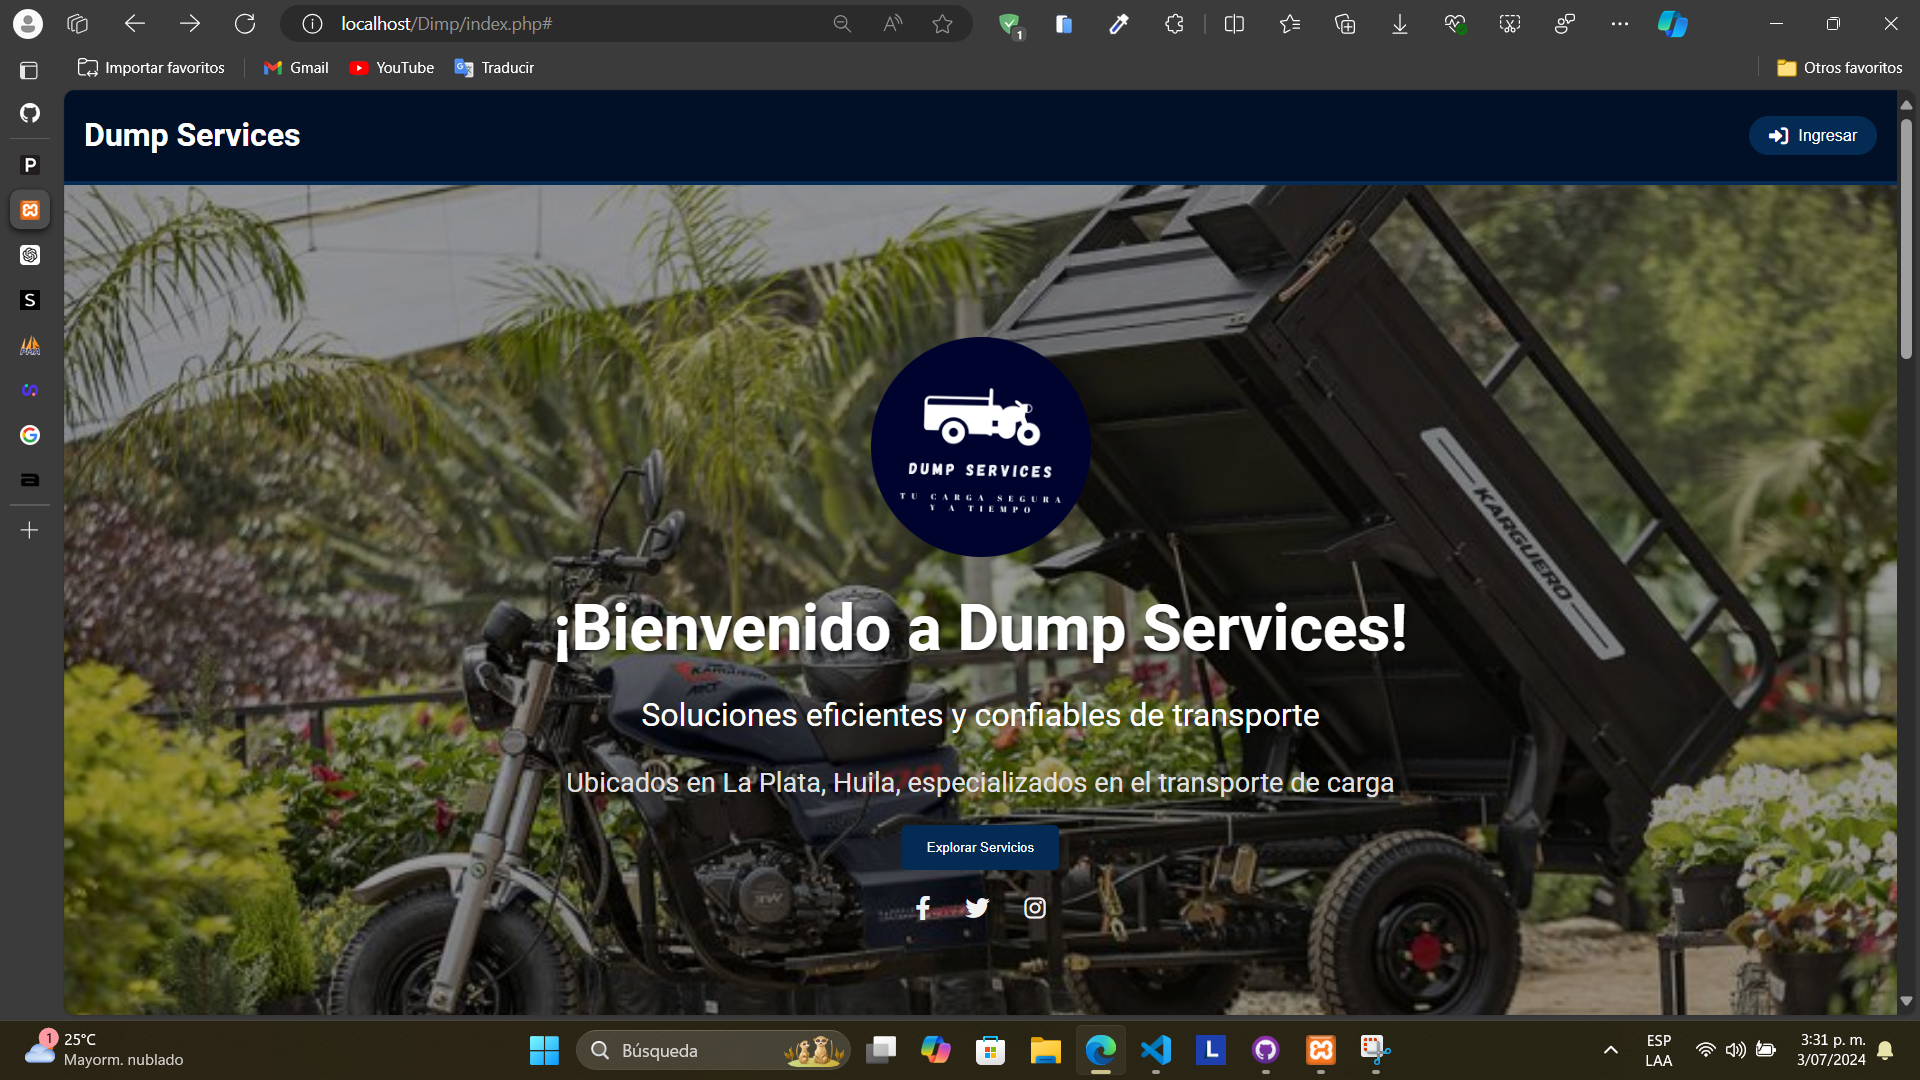 localhost/Dimp/index.php#
1
Importar favoritos
Gmail
YouTube
Traducir
Otros favoritos
Dump Services
Ingresar
DUMP SERVICES
TU CARGA SEGURA
Y A TIEMPO
KARGUERO
¡Bienvenido a Dump Services!
Soluciones eficientes y confiables de transporte
Ubicados en La Plata, Huila, especializados en el transporte de carga
Explorar Servicios
1
25°C
Mayorm. nublado
Búsqueda
ESP
LAA
3:31 p. m.
3/07/2024